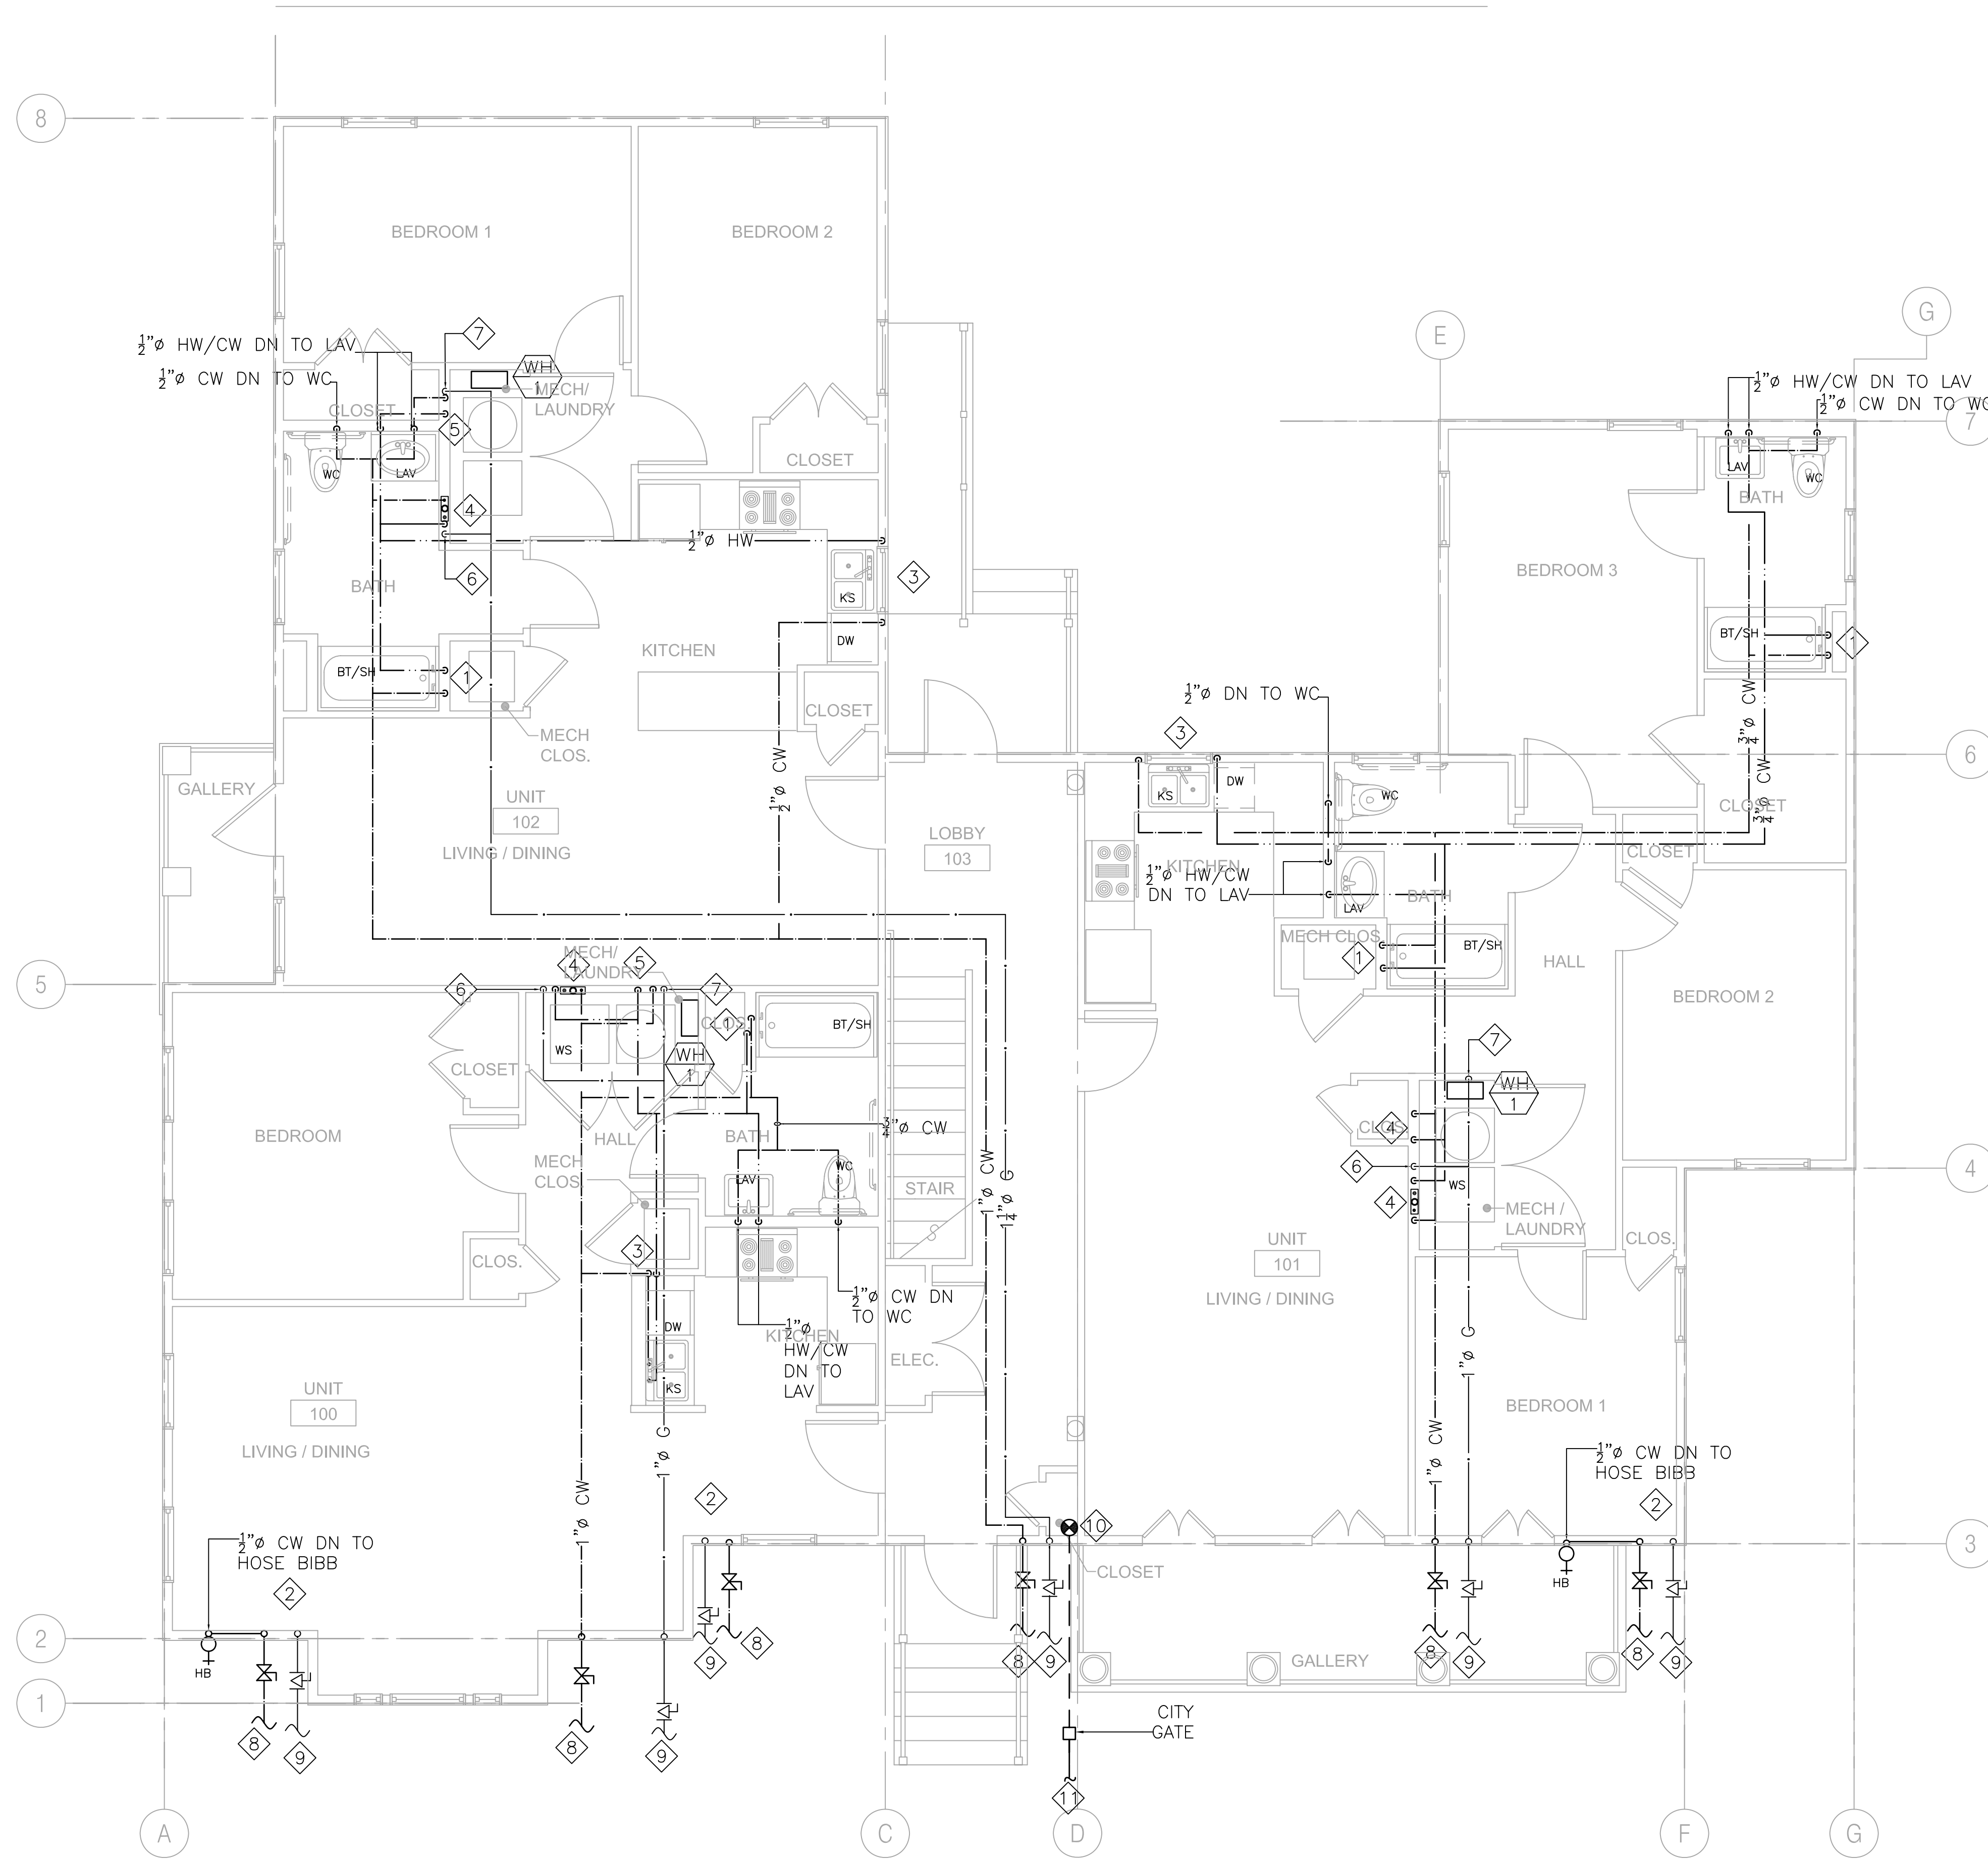 8
BEDROOM 1
BEDROOM 2
G
E
7
½"ø HW/CW DN TO LAV
½"ø CW DN TO WC
WH
1
MECH/
LAUNDRY
CLOSET
5
WC
LAV
CLOSET
4
½"ø HW
3
6
BATH
KS
DW
KITCHEN
BT/SH
1
CLOSET
MECH
CLOS.
GALLERY
UNIT
102
LIVING / DINING
½"ø CW
LOBBY
103
½"ø HW/CW DN TO LAV
½"ø CW DN TO WC
7
LAV
WC
BATH
BEDROOM 3
BT/SH
1
¾"ø CW
¾"ø CW
6
CLOSET
CLOSET
½"ø DN TO WC
3
KS
DW
WC
KITCHEN
½"ø HW/CW
DN TO LAV
LAV
BATH
MECH CLOS.
1
BT/SH
HALL
BEDROOM 2
5
MECH/
LAUNDRY
4
5
6
7
1
CLOS.
BT/SH
WS
WH
1
CLOSET
BEDROOM
HALL
BATH
¾"ø CW
MECH
CLOS.
LAV
WC
STAIR
1"ø CW
1¼"ø G
3
CLOS.
½"ø CW DN
TO WC
DW
½"ø
HW/CW
DN TO
LAV
KITCHEN
KS
ELEC.
UNIT
100
LIVING / DINING
1"ø CW
1"ø G
2
7
WH
1
4
CLOS.
6
4
WS
MECH /
LAUNDRY
4
CLOS.
UNIT
101
LIVING / DINING
1"ø CW
1"ø G
BEDROOM 1
½"ø CW DN TO
HOSE BIBB
2
10
3
CLOSET
HB
½"ø CW DN TO
HOSE BIBB
2
2
HB
1
8
9
8
9
9
8
8
9
8
9
8
9
GALLERY
CITY
GATE
11
A
C
D
F
G